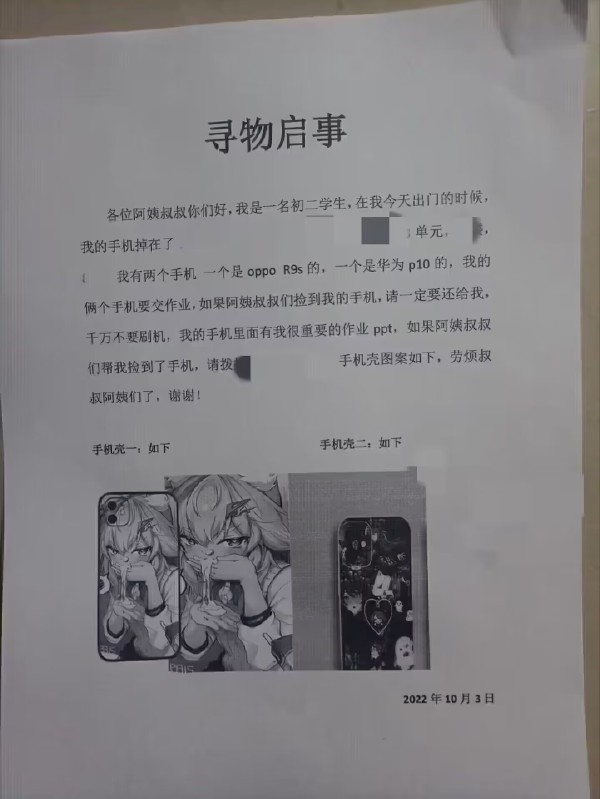 寻物启事
各位阿姨叔叔你们好，我是一名初二学生，在我今天出门的时候，
我的手机掉在了 单元，
我有两个手机 一个是 oppo R9s 的，一个是华为 p10 的，我的
俩个手机要交作业，如果阿姨叔叔们捡到我的手机，请一定要还给我，
千万不要刷机，我的手机里面有我很重要的作业 ppt，如果阿姨叔叔
们帮我捡到了手机，请拨 手机壳图案如下，劳烦叔
叔阿姨们了，谢谢！
手机壳一：如下 手机壳二：如下
2022 年 10 月 3 日